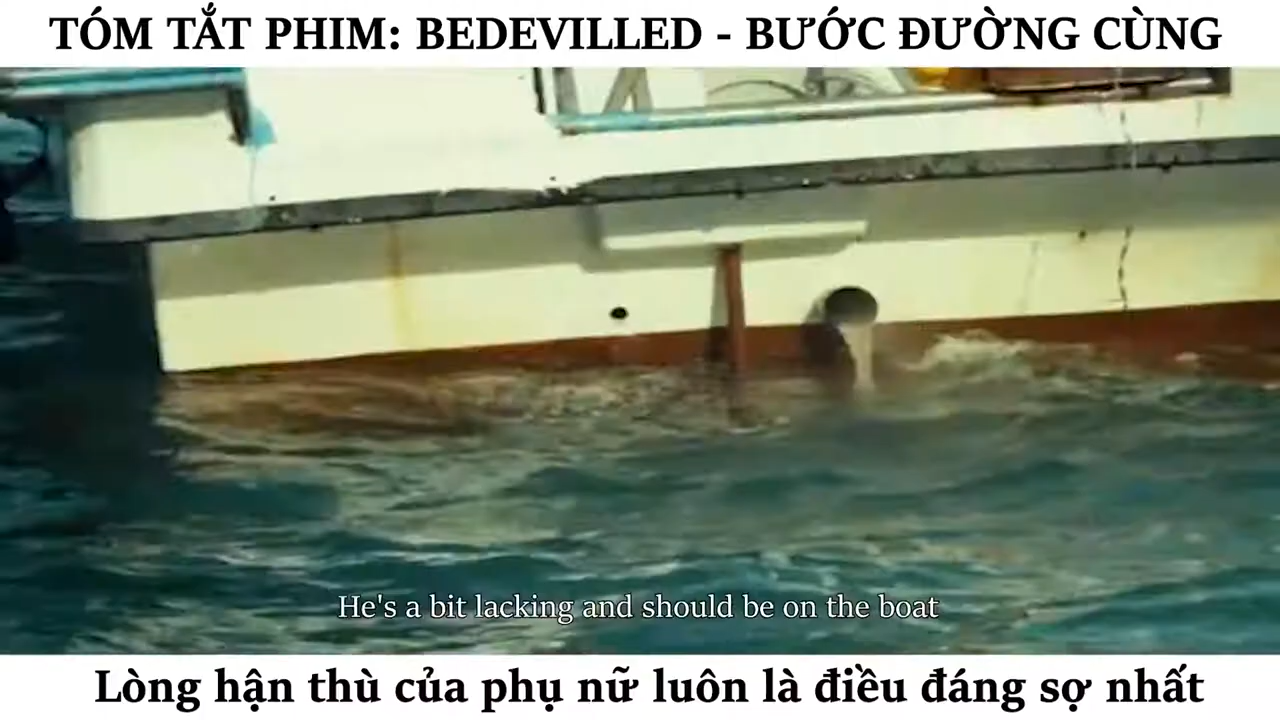 TÓM TẮT PHIM: BEDEVILLED - BƯỚC ĐƯỜNG CÙNG
He's a bit lacking and should be on the boat
Lòng hận thù của phụ nữ luôn là điều đáng sợ nhất